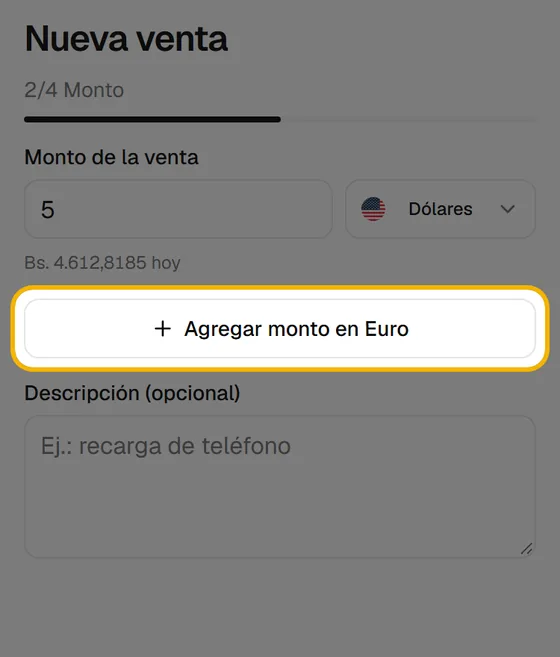 Nueva venta
2/4 Monto
Monto de la venta
5
Dólares
Bs. 4.612,8185 hoy
+ Agregar monto en Euro
Descripción (opcional)
Ej.: recarga de teléfono